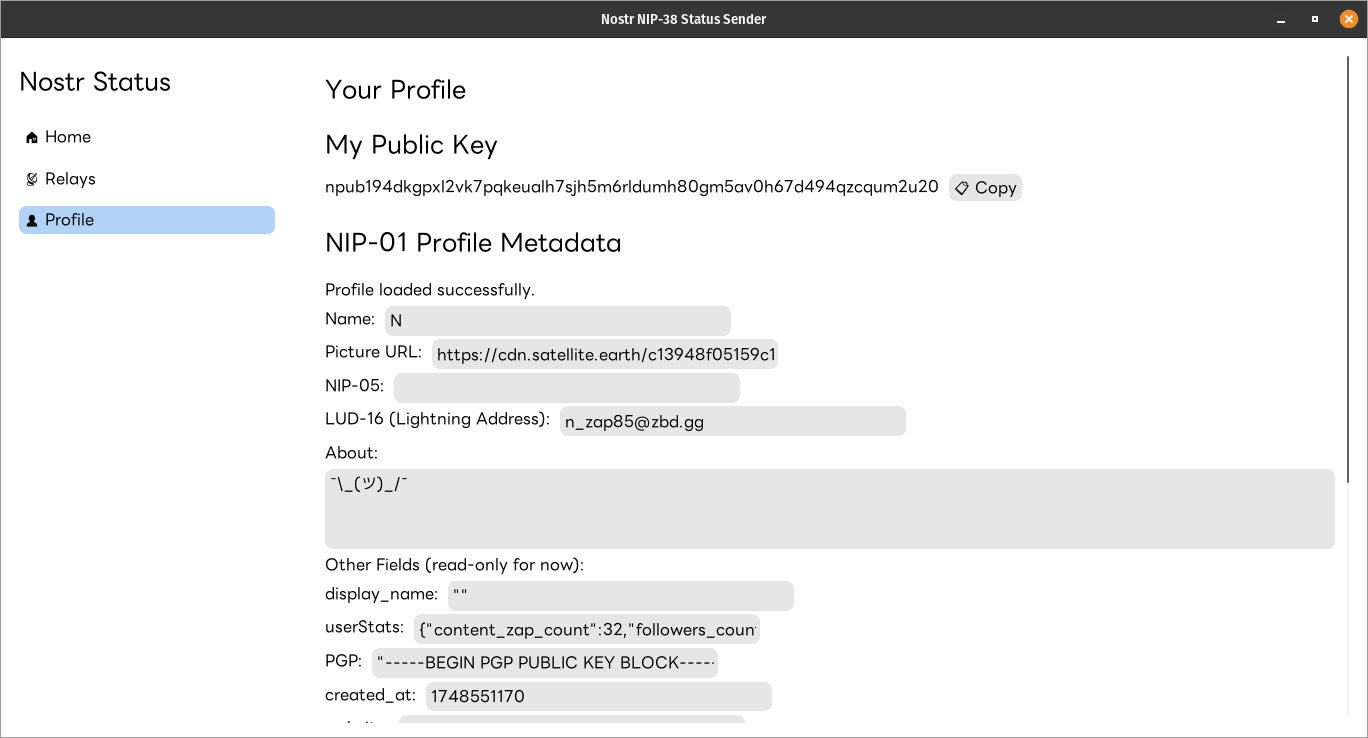 Nostr NIP-38 Status Sender
Nostr Status
Home
Relays
Profile
Your Profile
My Public Key
npub194dkgpxl2vk7pqkeualh7sjh5m6rldumh80gm5av0h67d494qzcqum2u20
Copy
NIP-01 Profile Metadata
Profile loaded successfully.
Name: N
Picture URL: https://cdn.satellite.earth/c13948f05159c1
NIP-05:
LUD-16 (Lightning Address): n_zap85@zbd.gg
About:
¯\_(ツ)_/¯
Other Fields (read-only for now):
display_name: ""
userStats: {"content_zap_count":32,"followers_coun
PGP: "-----BEGIN PGP PUBLIC KEY BLOCK----
created_at: 1748551170